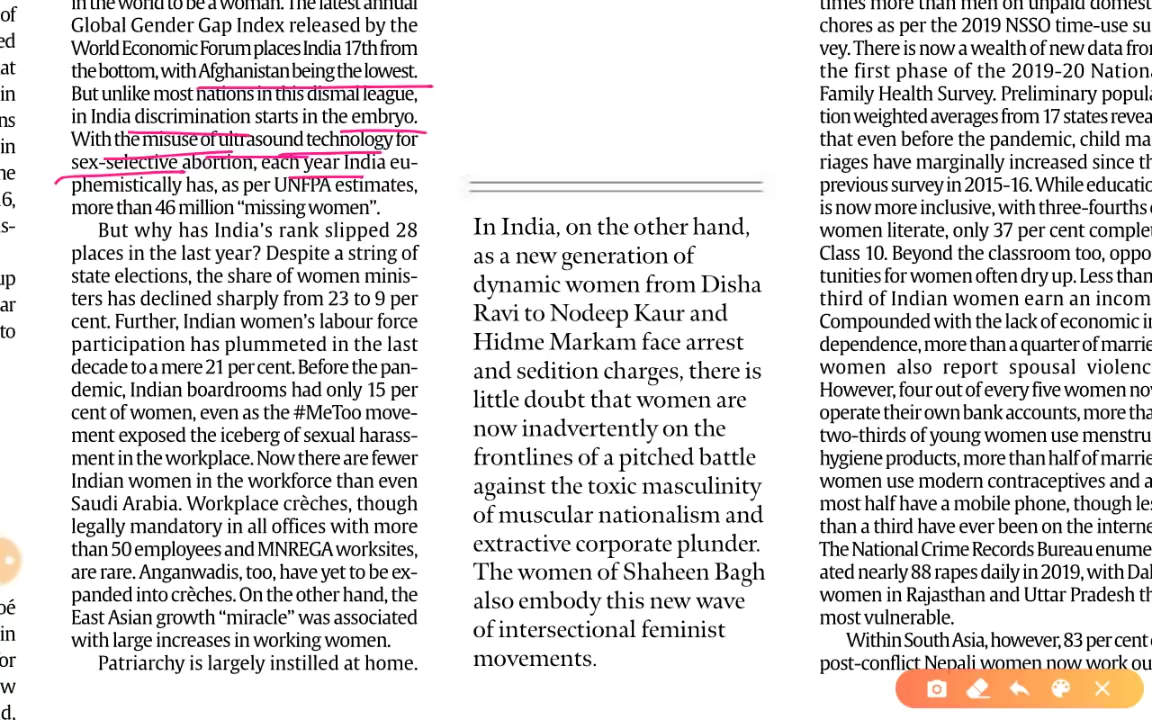 of
ed
at
in
ns
in
he
6,
s-
up
ar
to
oé
in
for
w
d,
in the world to be a woman. The latest annual
Global Gender Gap Index released by the
World Economic Forum places India 17th from
the bottom, with Afghanistan being the lowest.
But unlike most nations in this dismal league,
in India discrimination starts in the embryo.
With the misuse of ultrasound technology for
sex-selective abortion, each year India eu-
phemistically has, as per UNFPA estimates,
more than 46 million “missing women”.
But why has India’s rank slipped 28
places in the last year? Despite a string of
state elections, the share of women minis-
ters has declined sharply from 23 to 9 per
cent. Further, Indian women’s labour force
participation has plummeted in the last
decade to a mere 21 per cent. Before the pan-
demic, Indian boardrooms had only 15 per
cent of women, even as the #MeToo move-
ment exposed the iceberg of sexual harass-
ment in the workplace. Now there are fewer
Indian women in the workforce than even
Saudi Arabia. Workplace crèches, though
legally mandatory in all offices with more
than 50 employees and MNREGA worksites,
are rare. Anganwadis, too, have yet to be ex-
panded into crèches. On the other hand, the
East Asian growth “miracle” was associated
with large increases in working women.
Patriarchy is largely instilled at home.
In India, on the other hand,
as a new generation of
dynamic women from Disha
Ravi to Nodeep Kaur and
Hidme Markam face arrest
and sedition charges, there is
little doubt that women are
now inadvertently on the
frontlines of a pitched battle
against the toxic masculinity
of muscular nationalism and
extractive corporate plunder.
The women of Shaheen Bagh
also embody this new wave
of intersectional feminist
movements.
times more than men on unpaid domest
chores as per the 2019 NSSO time-use su
vey. There is now a wealth of new data fro
the first phase of the 2019-20 Nationa
Family Health Survey. Preliminary popula
tion weighted averages from 17 states revea
that even before the pandemic, child ma
riages have marginally increased since th
previous survey in 2015-16. While educatio
is now more inclusive, with three-fourths o
women literate, only 37 per cent complet
Class 10. Beyond the classroom too, oppo
tunities for women often dry up. Less than
third of Indian women earn an incom
Compounded with the lack of economic in
dependence, more than a quarter of marrie
women also report spousal violenc
However, four out of every five women now
operate their own bank accounts, more tha
two-thirds of young women use menstru
hygiene products, more than half of marrie
women use modern contraceptives and a
most half have a mobile phone, though les
than a third have ever been on the interne
The National Crime Records Bureau enume
ated nearly 88 rapes daily in 2019, with Dal
women in Rajasthan and Uttar Pradesh th
most vulnerable.
Within South Asia, however, 83 per cent o
post-conflict Nepali women now work ou